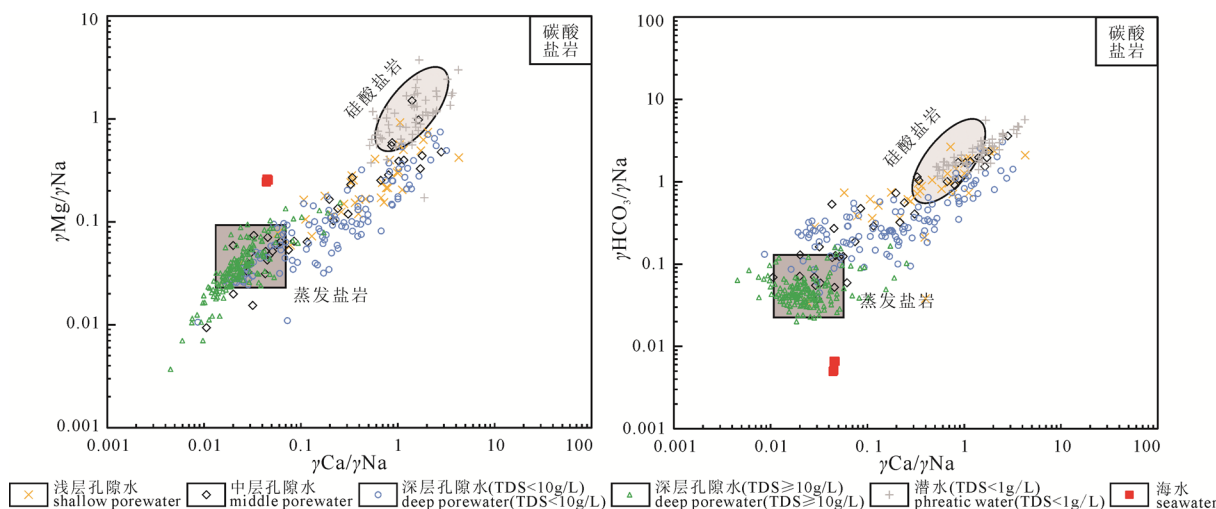 10
1
0.1
0.01
0.001
γMg/γNa
0.001
0.01
0.1
1
10
100
γCa/γNa
碳酸
盐岩
硅酸盐岩
蒸发盐岩
100
10
1
0.1
0.01
0.001
γHCO₃/γNa
0.001
0.01
0.1
1
10
100
γCa/γNa
碳酸
盐岩
硅酸盐岩
蒸发盐岩
浅层孔隙水
shallow porewater
中层孔隙水
middle porewater
深层孔隙水(TDS<10g/L)
deep porewater(TDS<10g/L)
深层孔隙水(TDS≥10g/L)
deep porewater(TDS≥10g/L)
潜水(TDS<1g/L)
phreatic water(TDS<1g/L)
海水
seawater